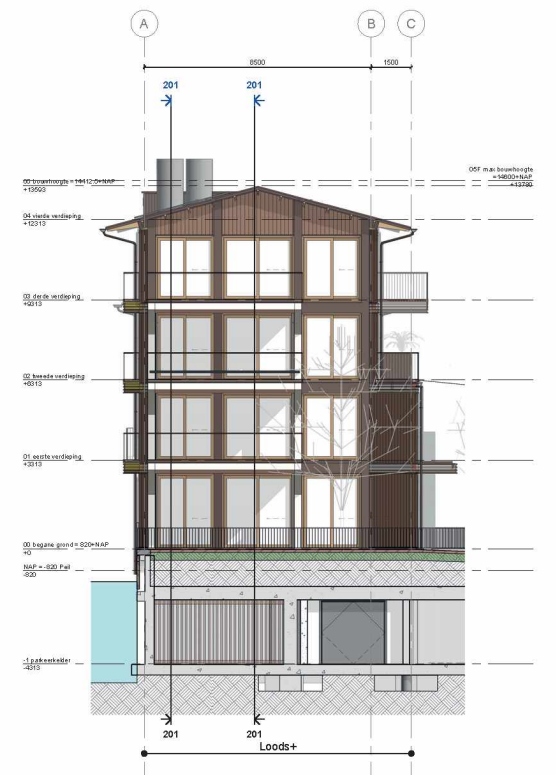 A B C
8500 1500
201 201
05 bouwhoogte =14412,5+NAP
+13593
05F max bouwhoogte
=14600+NAP
+13780
04 vierde verdieping
+12313
03 derde verdieping
+9313
02 tweede verdieping
+6313
01 eerste verdieping
+3313
00 begane grond = 820+NAP
+0
NAP = -820 Peil
-820
-1 parkeerkelder
-4313
201 201
Loods+